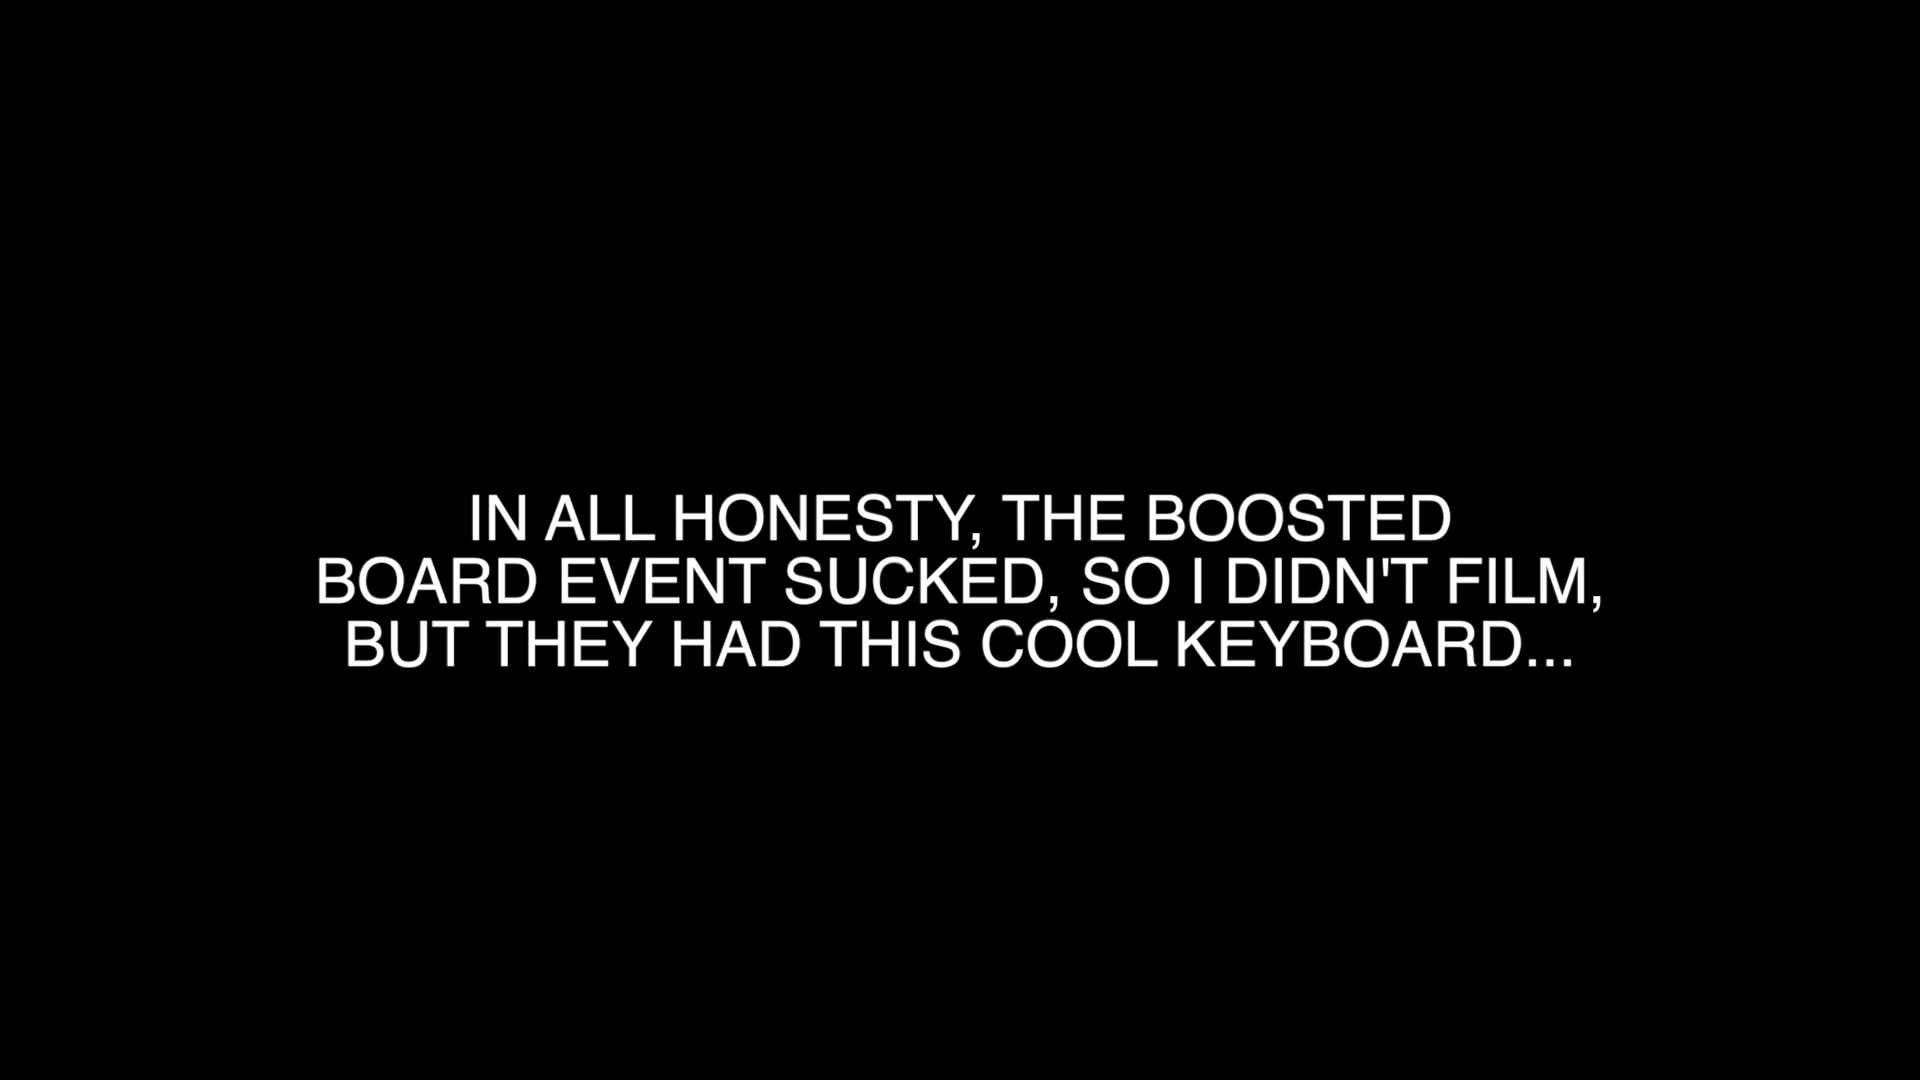 IN ALL HONESTY, THE BOOSTED
BOARD EVENT SUCKED, SO I DIDN'T FILM,
BUT THEY HAD THIS COOL KEYBOARD...